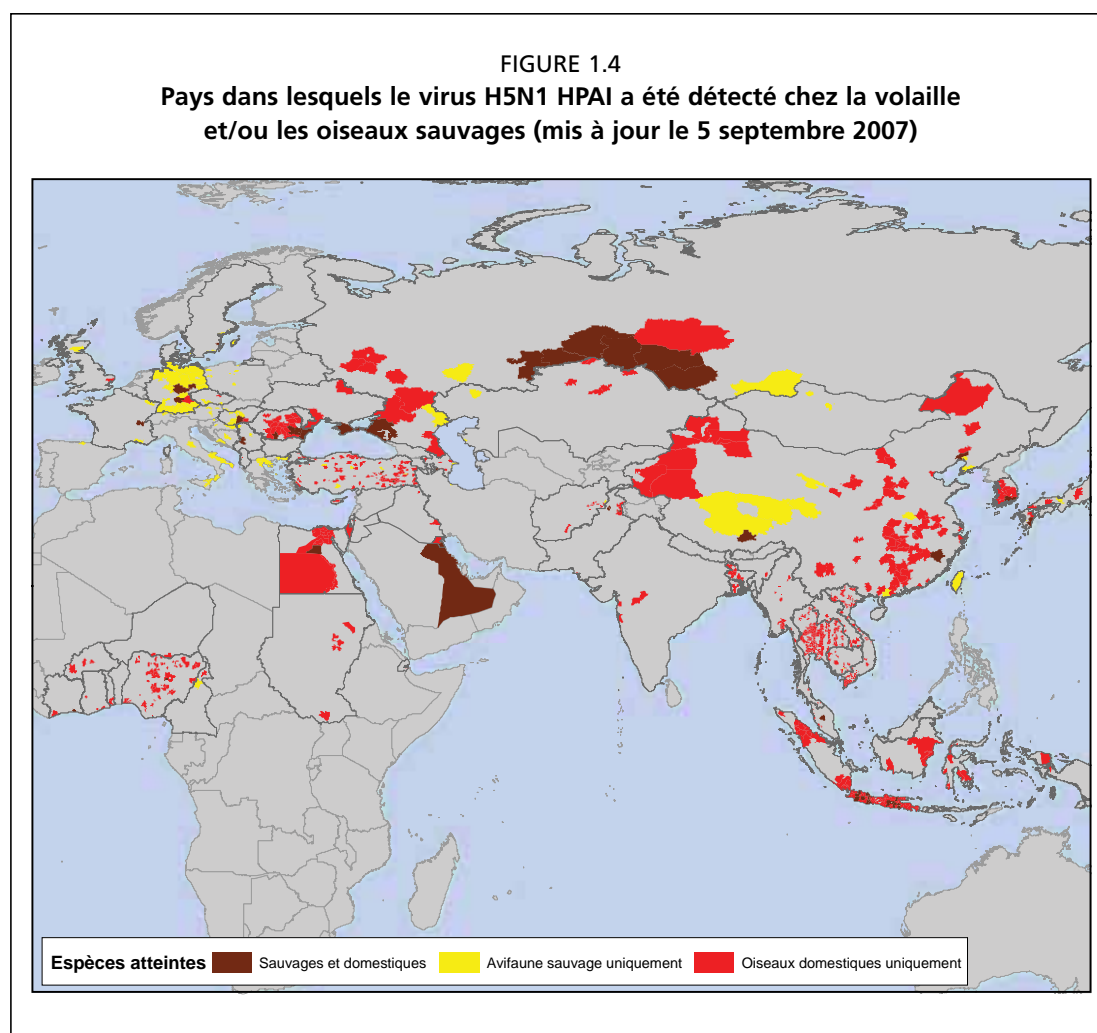 FIGURE 1.4
Pays dans lesquels le virus H5N1 HPAI a été détecté chez la volaille
et/ou les oiseaux sauvages (mis à jour le 5 septembre 2007)
Espèces atteintes Sauvages et domestiques Avifaune sauvage uniquement Oiseaux domestiques uniquement